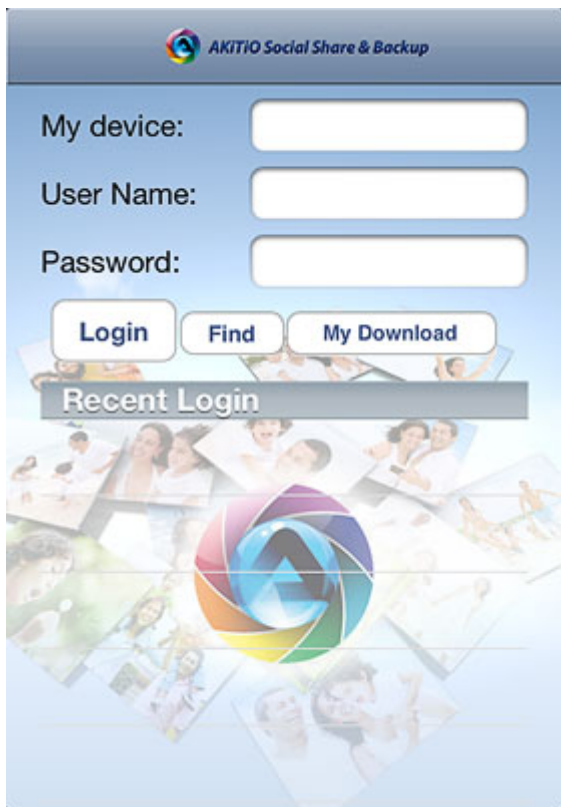 AKiTiO Social Share & Backup
My device:
User Name:
Password:
Login Find My Download
Recent Login